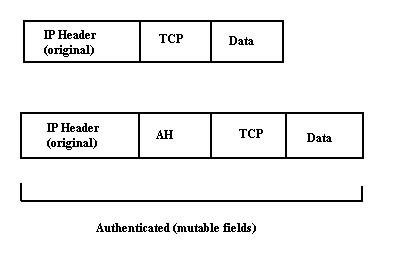 IP Header
(original)
TCP
Data
IP Header
(original)
AH
TCP
Data
Authenticated (mutable fields)